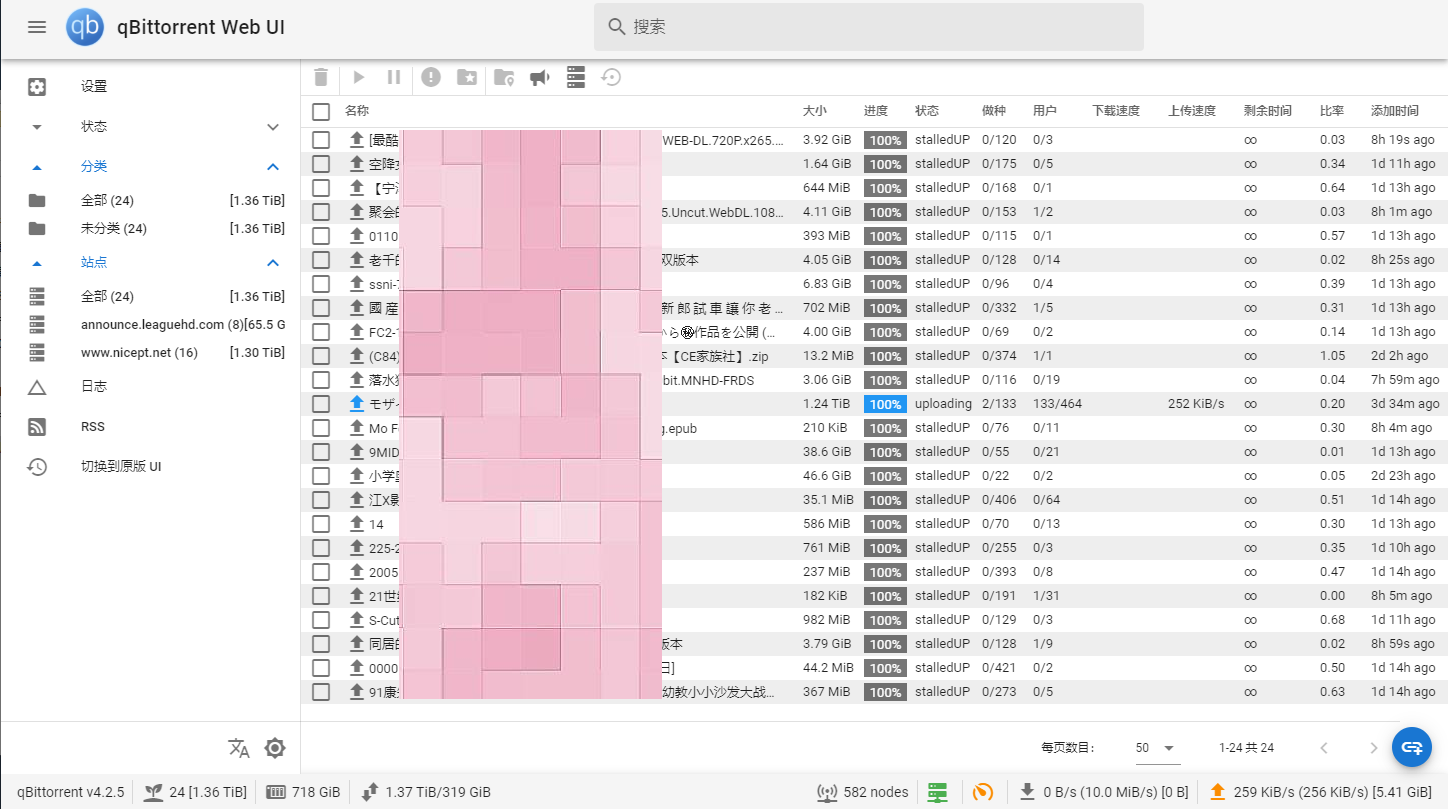 qb qBittorrent Web UI
搜索
设置
状态
分类
全部 (24) [1.36 TiB]
未分类 (24) [1.36 TiB]
站点
全部 (24) [1.36 TiB]
announce.leaguehd.com (8)[65.5 G
www.nicept.net (16) [1.30 TiB]
日志
RSS
切换到原版 UI
名称 大小 进度 状态 做种 用户 下载速度 上传速度 剩余时间 比率 添加时间
[最酷 WEB-DL.720P.x265.... 3.92 GiB 100% stalledUP 0/120 0/3 ∞ 0.03 8h 19s ago
空降 1.64 GiB 100% stalledUP 0/175 0/5 ∞ 0.34 1d 11h ago
【宁 644 MiB 100% stalledUP 0/168 0/1 ∞ 0.64 1d 13h ago
聚会的 5.Uncut.WebDL.108... 4.11 GiB 100% stalledUP 0/153 1/2 ∞ 0.03 8h 1m ago
0110 393 MiB 100% stalledUP 0/115 0/1 ∞ 0.57 1d 13h ago
老千的 双版本 4.05 GiB 100% stalledUP 0/128 0/14 ∞ 0.02 8h 25s ago
ssni- 6.83 GiB 100% stalledUP 0/96 0/4 ∞ 0.39 1d 13h ago
國 産 新 郎 試 車 讓 你 老 ... 702 MiB 100% stalledUP 0/332 1/5 ∞ 0.31 1d 13h ago
FC2- から㊙作品を公開 (... 4.00 GiB 100% stalledUP 0/69 0/2 ∞ 0.14 1d 13h ago
(C84) 【CE家族社】.zip 13.2 MiB 100% stalledUP 0/374 1/1 ∞ 1.05 2d 2h ago
落水 bit.MNHD-FRDS 3.06 GiB 100% stalledUP 0/116 0/19 ∞ 0.04 7h 59m ago
モザイ 1.24 TiB 100% uploading 2/133 133/464 252 KiB/s ∞ 0.20 3d 34m ago
Mo F g.epub 210 KiB 100% stalledUP 0/76 0/11 ∞ 0.30 8h 4m ago
9MID 38.6 GiB 100% stalledUP 0/55 0/21 ∞ 0.01 1d 13h ago
小学 46.6 GiB 100% stalledUP 0/22 0/2 ∞ 0.05 2d 23h ago
江X影 35.1 MiB 100% stalledUP 0/406 0/64 ∞ 0.51 1d 14h ago
14 586 MiB 100% stalledUP 0/70 0/13 ∞ 0.30 1d 13h ago
225-2 761 MiB 100% stalledUP 0/255 0/3 ∞ 0.35 1d 10h ago
2005 237 MiB 100% stalledUP 0/393 0/8 ∞ 0.47 1d 14h ago
21世 182 KiB 100% stalledUP 0/191 1/31 ∞ 0.00 8h 5m ago
S-Cut 982 MiB 100% stalledUP 0/129 0/3 ∞ 0.68 1d 11h ago
同居的 版本 3.79 GiB 100% stalledUP 0/128 1/9 ∞ 0.02 8h 59s ago
0000 日] 44.2 MiB 100% stalledUP 0/421 0/2 ∞ 0.50 1d 14h ago
91康 幼教小小沙发大战... 367 MiB 100% stalledUP 0/273 0/5 ∞ 0.63 1d 14h ago
每页数目: 50 1-24 共 24
qBittorrent v4.2.5 24 [1.36 TiB] 718 GiB 1.37 TiB/319 GiB 582 nodes 0 B/s (10.0 MiB/s) [0 B] 259 KiB/s (256 KiB/s) [5.41 GiB]